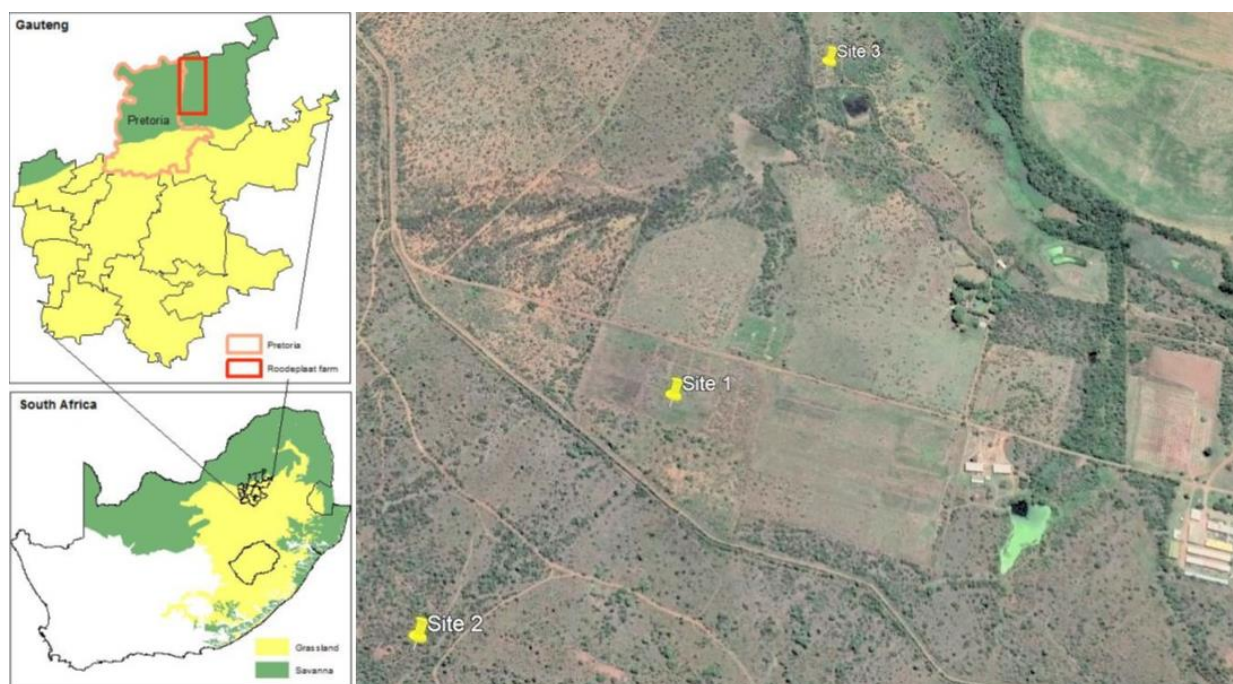 Gauteng
Pretoria
Pretoria
Roodeplaat farm
South Africa
Grassland
Savanna
Site 3
Site 1
Site 2